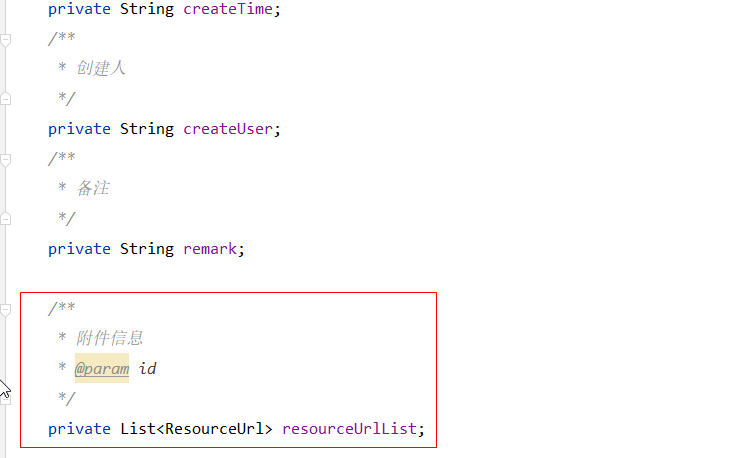 private String createTime;
/**
* 创建人
*/
private String createUser;
/**
* 备注
*/
private String remark;
/**
* 附件信息
* @param id
*/
private List<ResourceUrl> resourceUrlList;